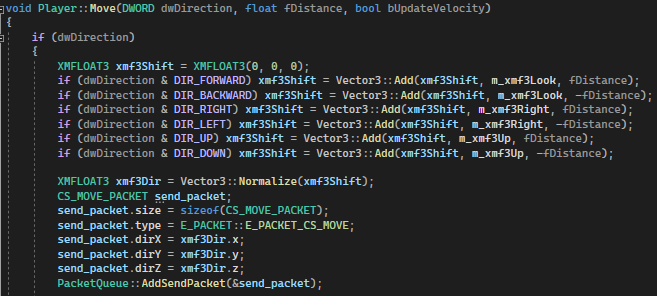 void Player::Move(DWORD dwDirection, float fDistance, bool bUpdateVelocity)
{
if (dwDirection)
{
XMFLOAT3 xmf3Shift = XMFLOAT3(0, 0, 0);
if (dwDirection & DIR_FORWARD) xmf3Shift = Vector3::Add(xmf3Shift, m_xmf3Look, fDistance);
if (dwDirection & DIR_BACKWARD) xmf3Shift = Vector3::Add(xmf3Shift, m_xmf3Look, -fDistance);
if (dwDirection & DIR_RIGHT) xmf3Shift = Vector3::Add(xmf3Shift, m_xmf3Right, fDistance);
if (dwDirection & DIR_LEFT) xmf3Shift = Vector3::Add(xmf3Shift, m_xmf3Right, -fDistance);
if (dwDirection & DIR_UP) xmf3Shift = Vector3::Add(xmf3Shift, m_xmf3Up, fDistance);
if (dwDirection & DIR_DOWN) xmf3Shift = Vector3::Add(xmf3Shift, m_xmf3Up, -fDistance);
XMFLOAT3 xmf3Dir = Vector3::Normalize(xmf3Shift);
CS_MOVE_PACKET send_packet;
send_packet.size = sizeof(CS_MOVE_PACKET);
send_packet.type = E_PACKET::E_PACKET_CS_MOVE;
send_packet.dirX = xmf3Dir.x;
send_packet.dirY = xmf3Dir.y;
send_packet.dirZ = xmf3Dir.z;
PacketQueue::AddSendPacket(&send_packet);